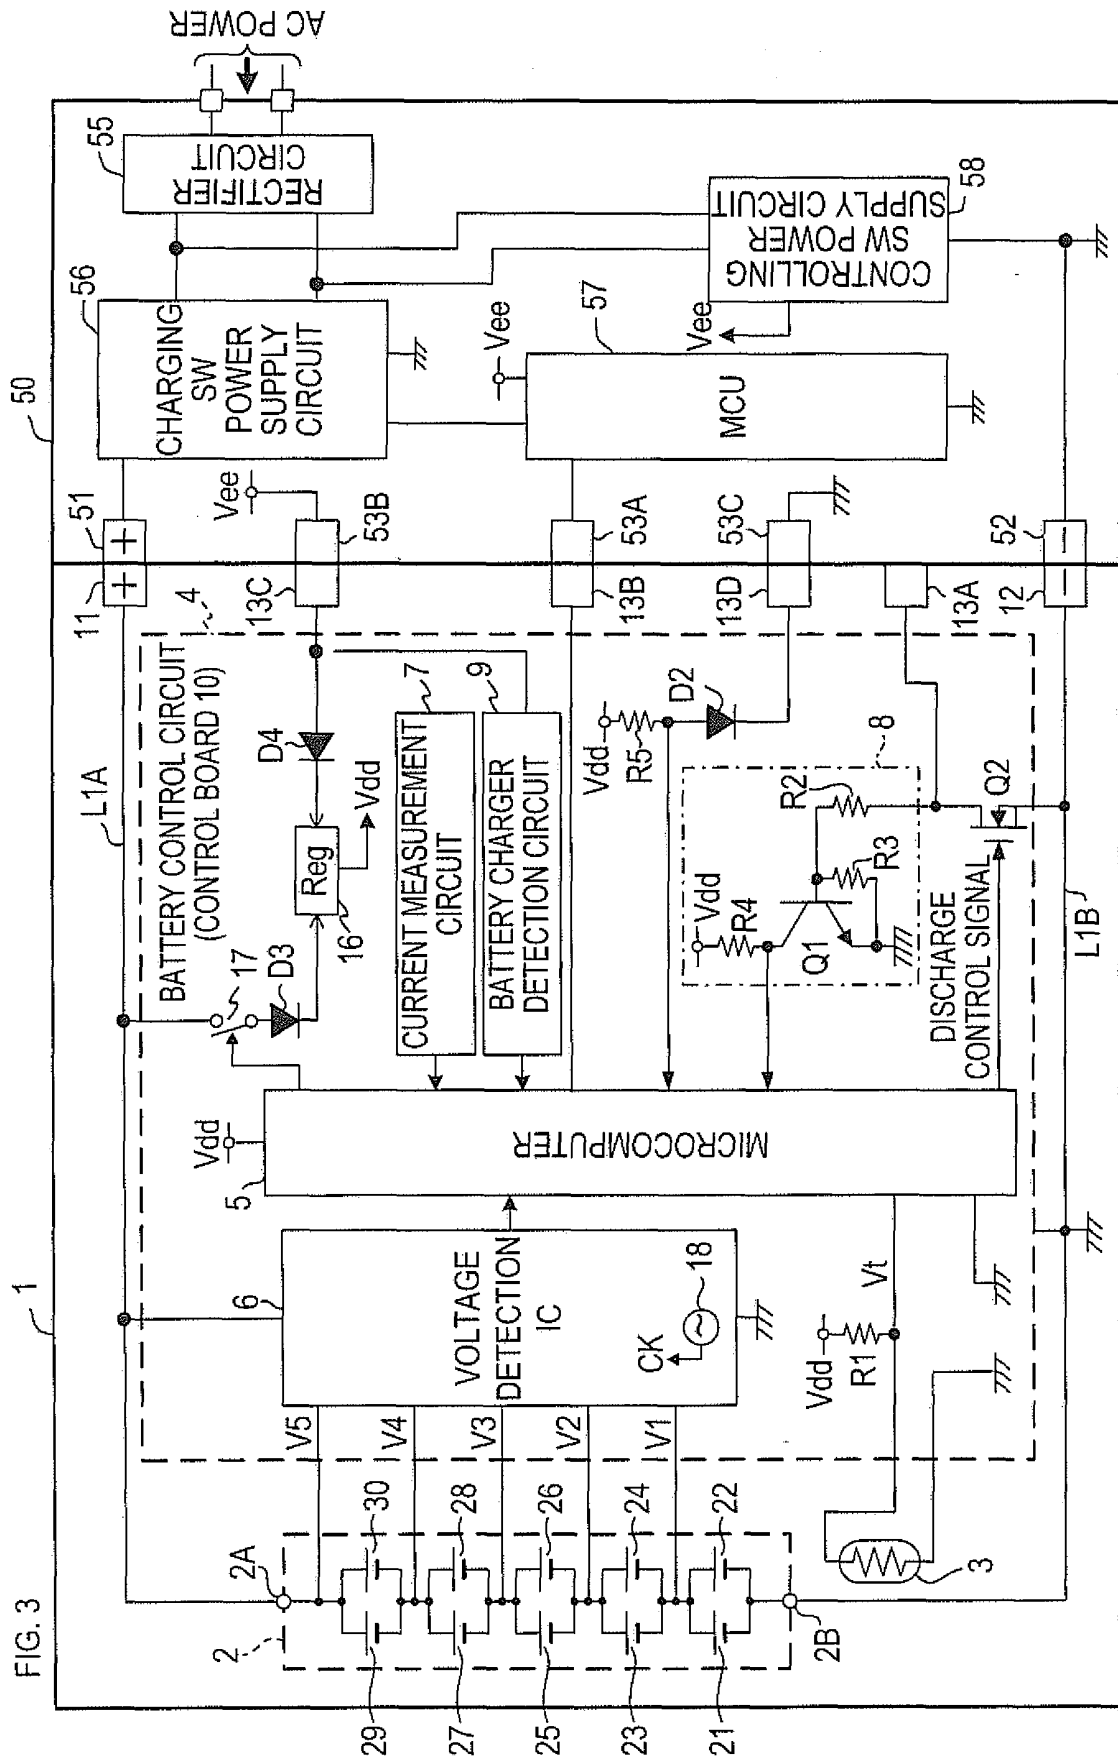 FIG. 3
1
50
AC POWER
L1A
11
51
56
55
CHARGING
SW
POWER
SUPPLY
CIRCUIT
RECTIFIER
CIRCUIT
BATTERY CONTROL CIRCUIT
(CONTROL BOARD 10)
4
17
D3
D4
Reg
16
Vdd
13C
53B
Vee
2
2A
6
5
Vdd
VOLTAGE
DETECTION
IC
CK
18
MICROCOMPUTER
CURRENT MEASUREMENT
CIRCUIT
7
BATTERY CHARGER
DETECTION CIRCUIT
9
13B
53A
Vee
57
MCU
Vee
CONTROLLING
SW POWER
SUPPLY CIRCUIT
58
V5
V4
V3
V2
V1
29
30
27
28
25
26
23
24
21
22
2B
3
Vdd
R1
Vt
Vdd
R5
D2
13D
53C
8
Vdd
R4
Q1
R3
R2
13A
DISCHARGE
CONTROL SIGNAL
Q2
L1B
12
52
+
+
−
−